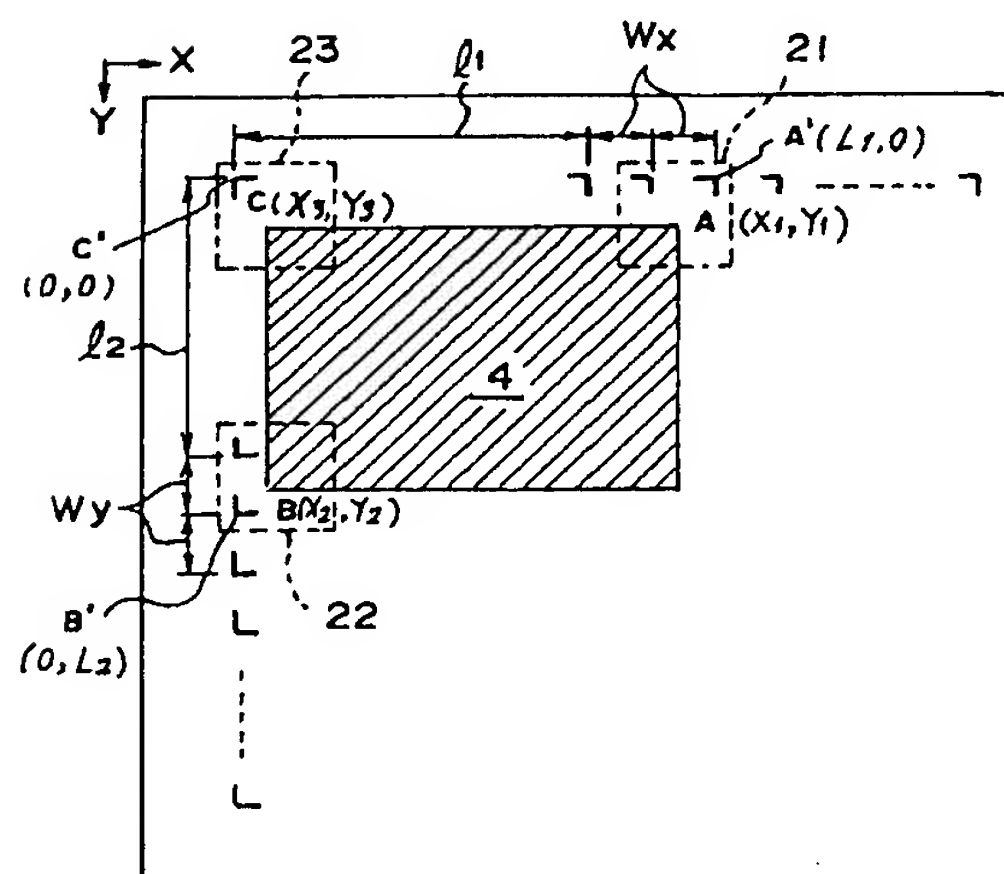 23
ℓ1
Wx
21
X
Y
A'(L1,0)
C(X3,Y3)
A (X1,Y1)
C'
(0,0)
ℓ2
4
Wy
B(X2,Y2)
B'
(0,L2)
22